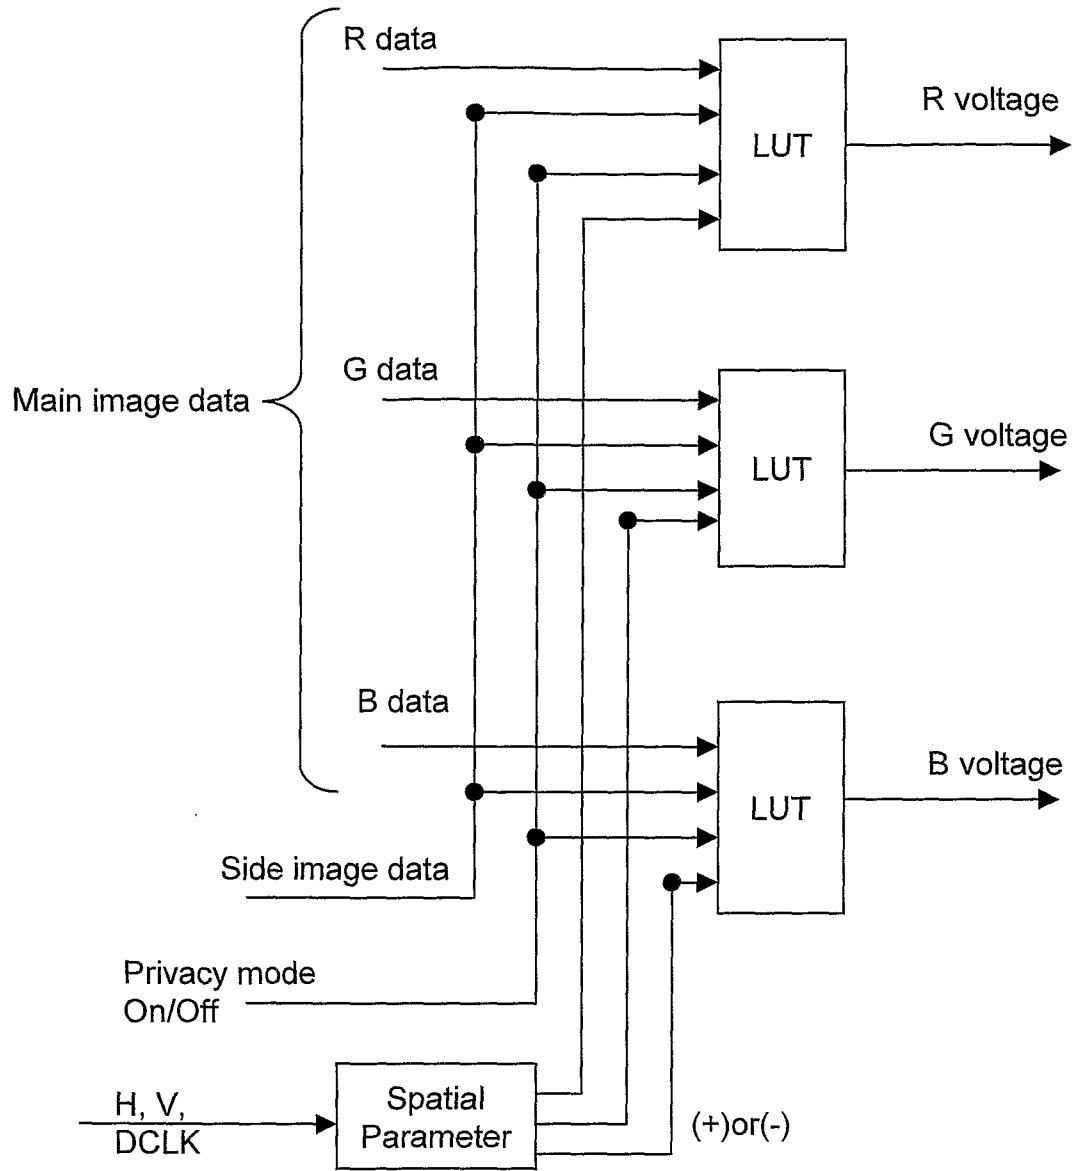 R data
LUT
R voltage
G data
Main image data
LUT
G voltage
B data
LUT
B voltage
Side image data
Privacy mode
On/Off
H, V,
DCLK
Spatial
Parameter
(+)or(-)